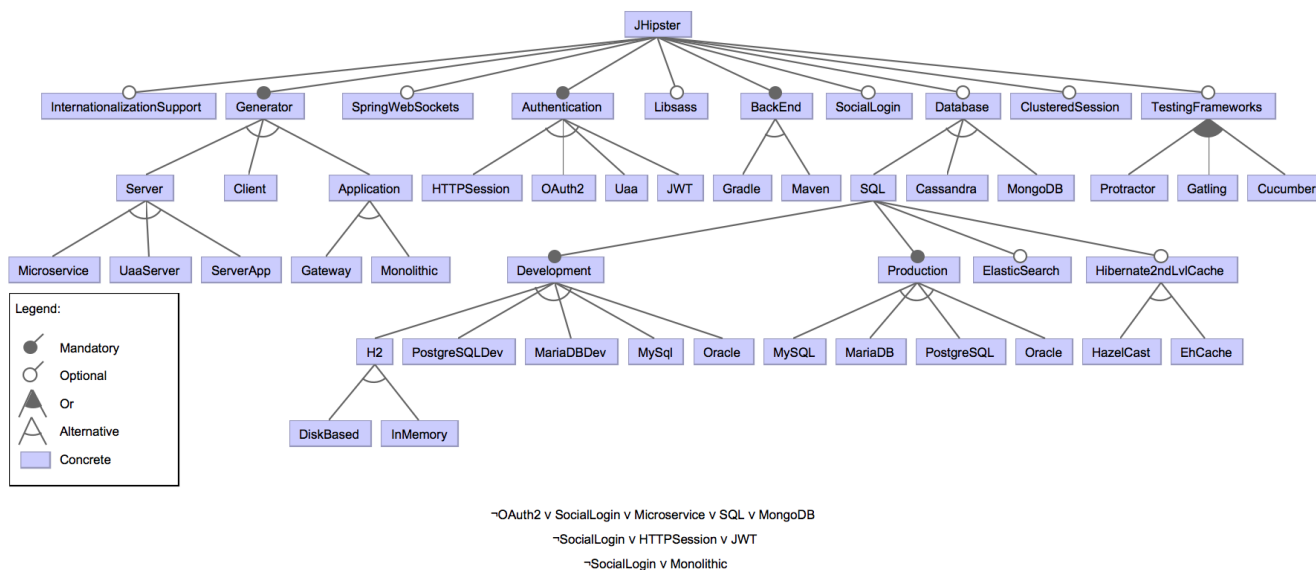 JHipster
InternationalizationSupport Generator SpringWebSockets Authentication Libsass BackEnd SocialLogin Database ClusteredSession TestingFrameworks
Server Client Application HTTPSession OAuth2 Uaa JWT Gradle Maven SQL Cassandra MongoDB Protractor Gatling Cucumber
Microservice UaaServer ServerApp Gateway Monolithic Development Production ElasticSearch Hibernate2ndLvlCache
Legend:
Mandatory
Optional
Or
Alternative
Concrete
H2 PostgreSQLDev MariaDBDev MySql Oracle MySQL MariaDB PostgreSQL Oracle HazelCast EhCache
DiskBased InMemory
¬OAuth2 ∨ SocialLogin ∨ Microservice ∨ SQL ∨ MongoDB
¬SocialLogin ∨ HTTPSession ∨ JWT
¬SocialLogin ∨ Monolithic